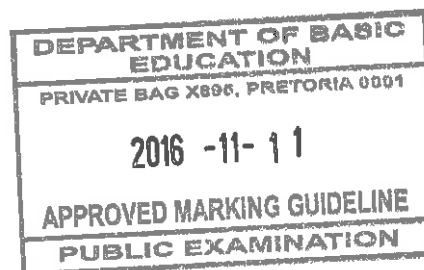 DEPARTMENT OF BASIC
EDUCATION
PRIVATE BAG X895, PRETORIA 0001
2016 -11- 11
APPROVED MARKING GUIDELINE
PUBLIC EXAMINATION